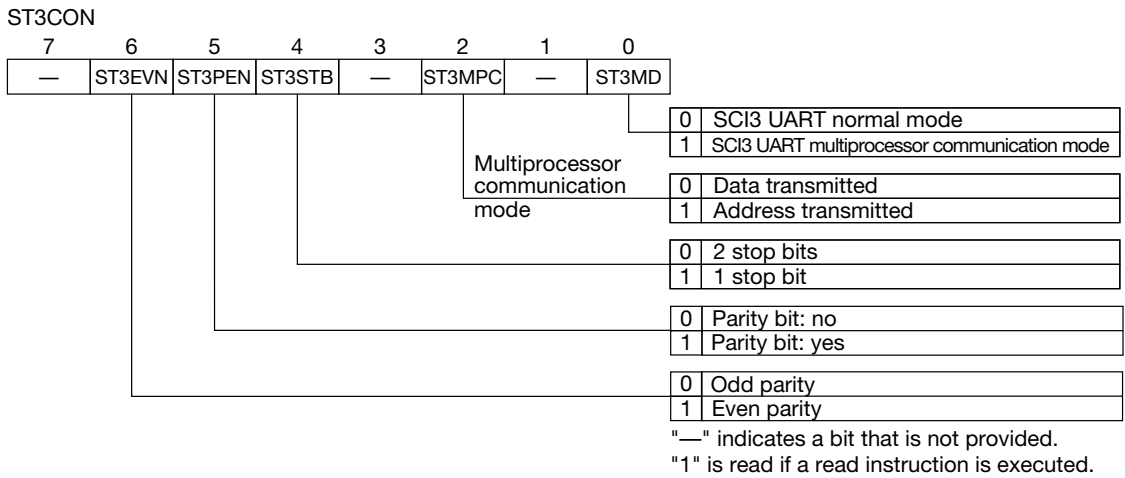 ST3CON
7 6 5 4 3 2 1 0
— ST3EVN ST3PEN ST3STB — ST3MPC — ST3MD
0 SCI3 UART normal mode
1 SCI3 UART multiprocessor communication mode
Multiprocessor
communication
mode
0 Data transmitted
1 Address transmitted
0 2 stop bits
1 1 stop bit
0 Parity bit: no
1 Parity bit: yes
0 Odd parity
1 Even parity
"—" indicates a bit that is not provided.
"1" is read if a read instruction is executed.